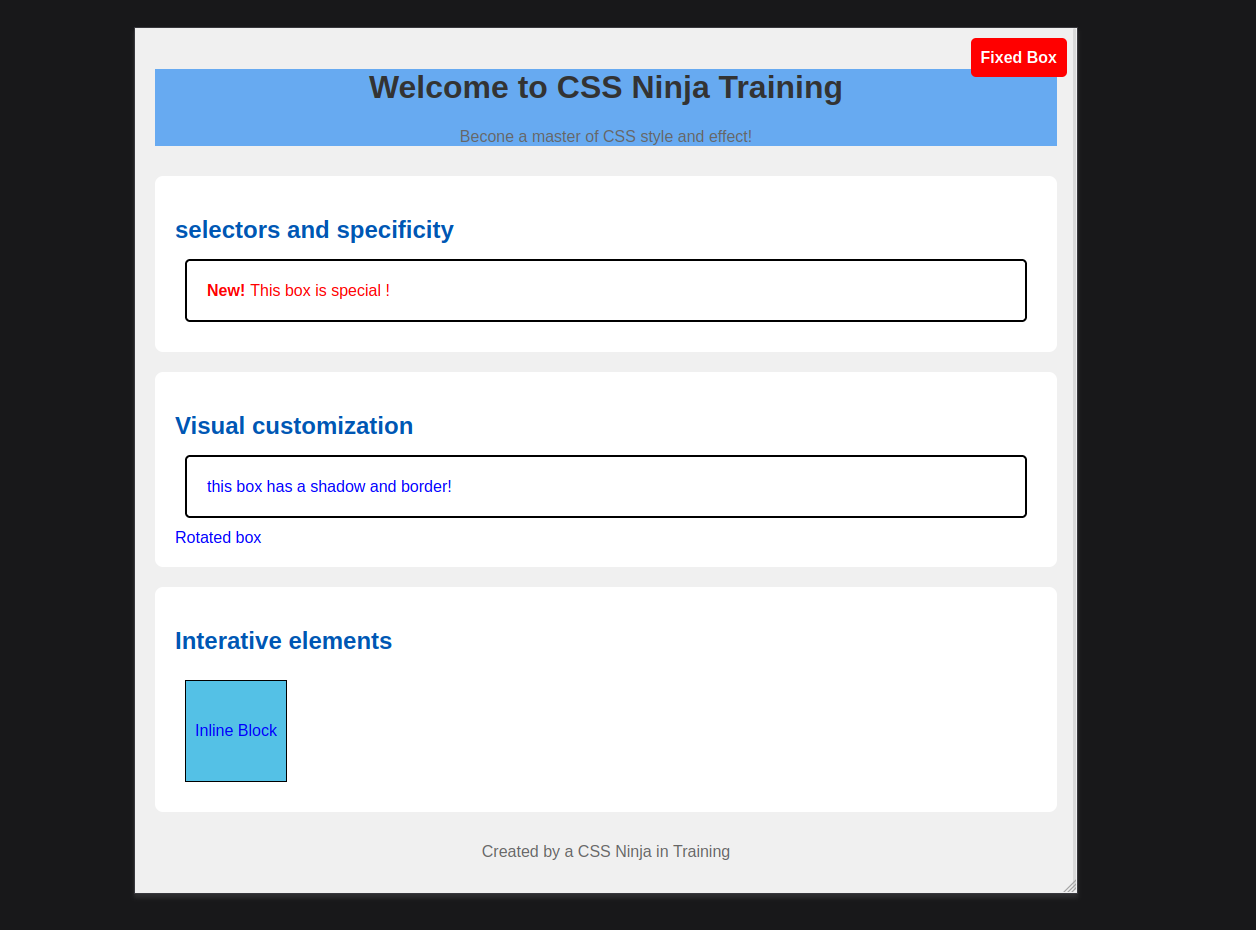 Fixed Box
Welcome to CSS Ninja Training
Becone a master of CSS style and effect!
selectors and specificity
New! This box is special !
Visual customization
this box has a shadow and border!
Rotated box
Interative elements
Inline Block
Created by a CSS Ninja in Training